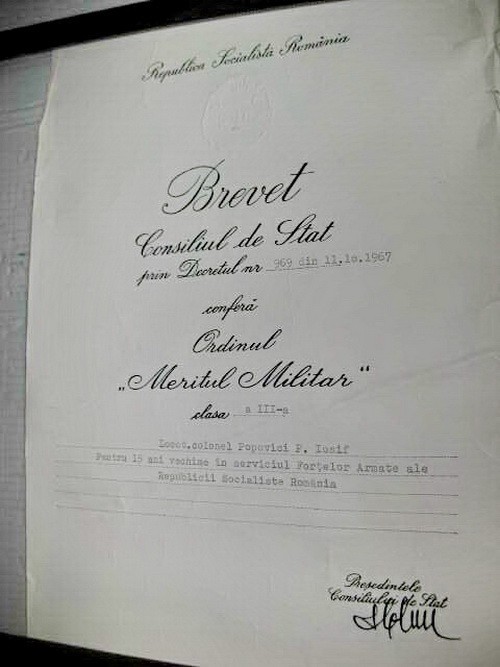 Republica Socialistă România
Brevet
Consiliul de Stat
prin Decretul nr 969 din 11.10.1967
conferă
Ordinul
„Meritul Militar“
clasa a III-a
Locot.colonel Popovici P. Iosif
Pentru 15 ani vechime în serviciul Forţelor Armate ale
Republicii Socialiste România
Președintele
Consiliului de Stat